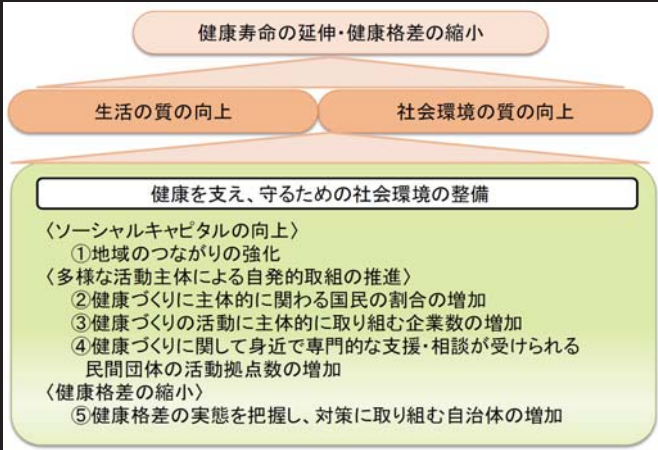 健康寿命の延伸・健康格差の縮小
生活の質の向上
社会環境の質の向上
健康を支え、守るための社会環境の整備
〈ソーシャルキャピタルの向上〉
①地域のつながりの強化
〈多様な活動主体による自発的取組の推進〉
②健康づくりに主体的に関わる国民の割合の増加
③健康づくりの活動に主体的に取り組む企業数の増加
④健康づくりに関して身近で専門的な支援・相談が受けられる
民間団体の活動拠点数の増加
〈健康格差の縮小〉
⑤健康格差の実態を把握し、対策に取り組む自治体の増加